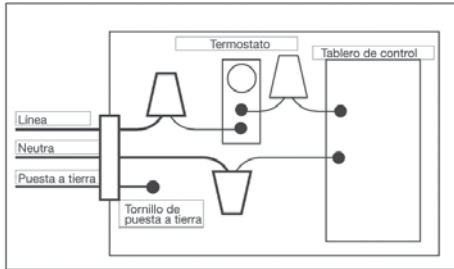 Termostato
Tablero de control
Línea
Neutra
Puesta a tierra
Tornillo de
puesta a tierra